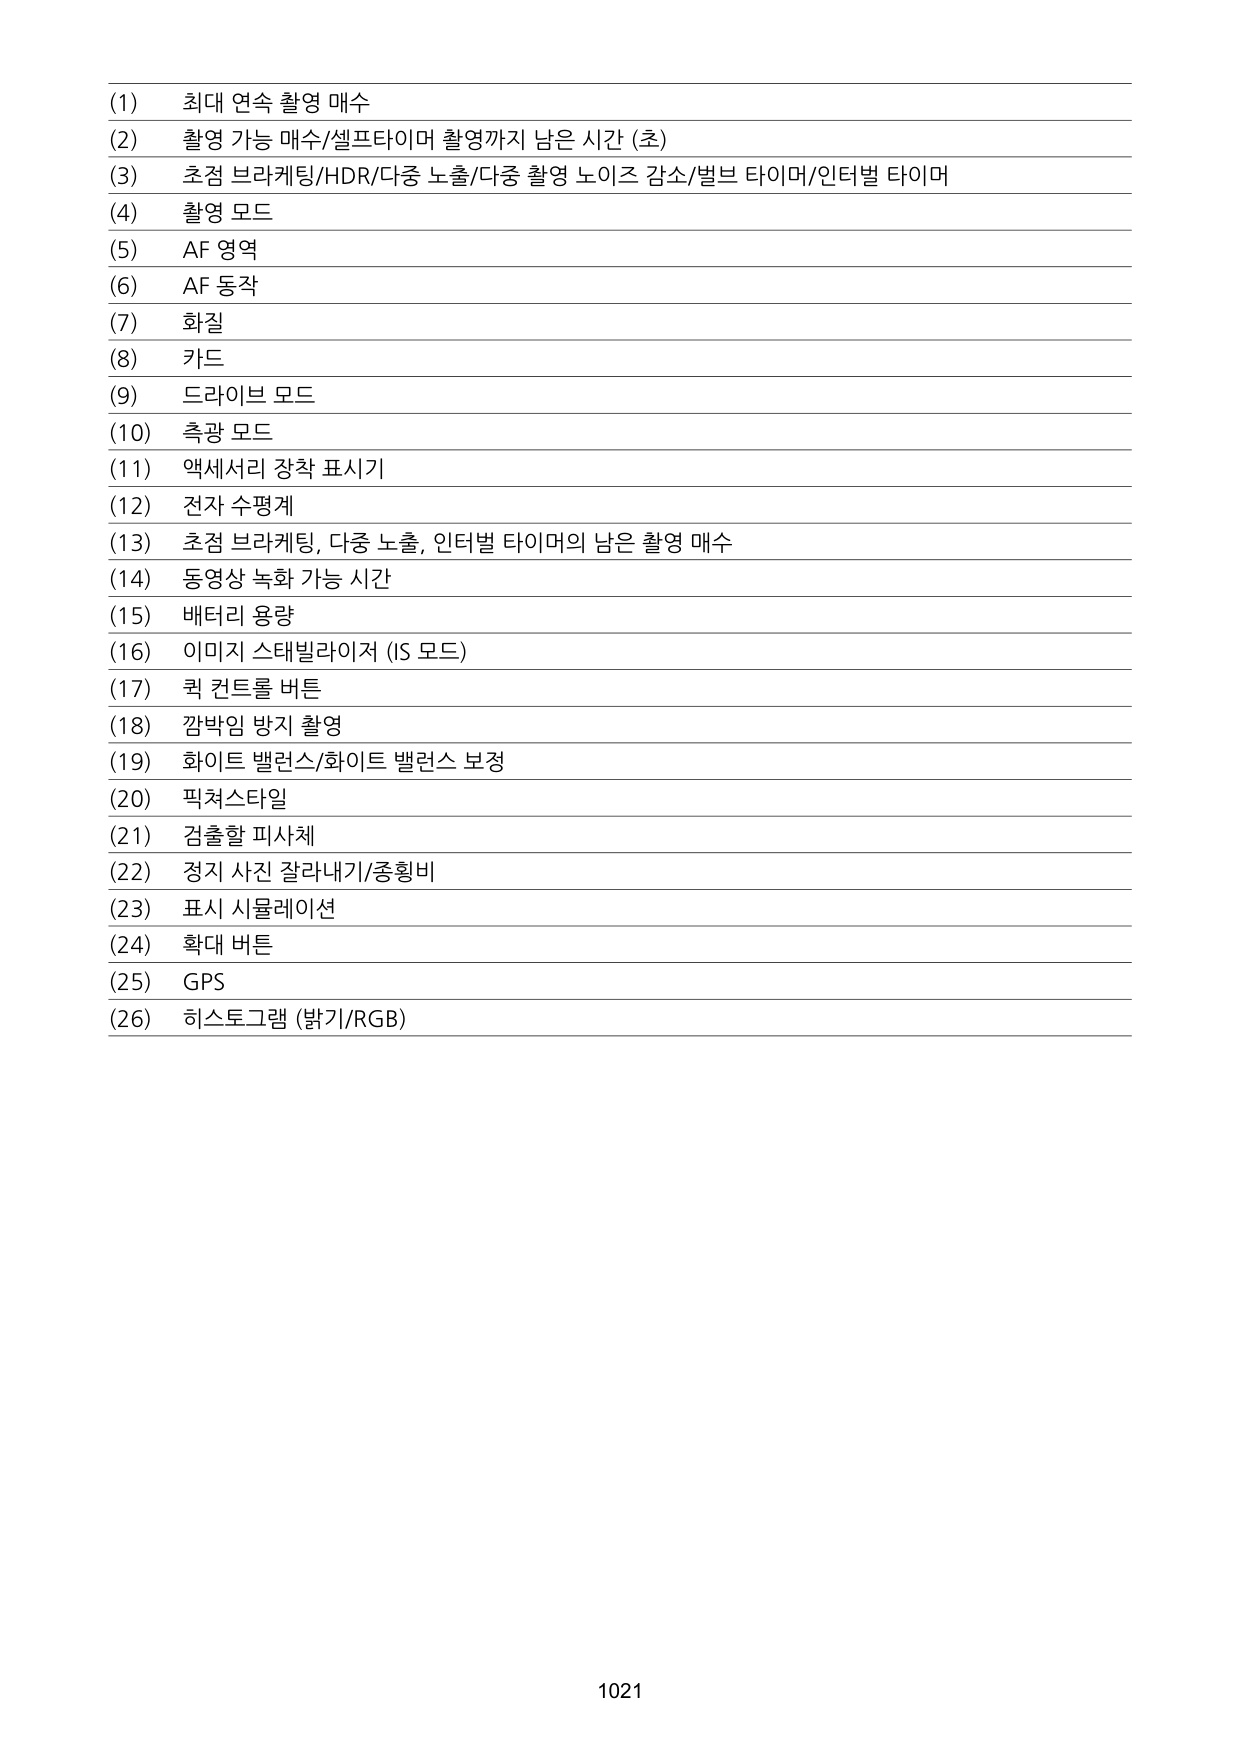 (1) 최대 연속 촬영 매수
(2) 촬영 가능 매수/셀프타이머 촬영까지 남은 시간 (초)
(3) 초점 브라케팅/HDR/다중 노출/다중 촬영 노이즈 감소/벌브 타이머/인터벌 타이머
(4) 촬영 모드
(5) AF 영역
(6) AF 동작
(7) 화질
(8) 카드
(9) 드라이브 모드
(10) 측광 모드
(11) 액세서리 장착 표시기
(12) 전자 수평계
(13) 초점 브라케팅, 다중 노출, 인터벌 타이머의 남은 촬영 매수
(14) 동영상 녹화 가능 시간
(15) 배터리 용량
(16) 이미지 스태빌라이저 (IS 모드)
(17) 퀵 컨트롤 버튼
(18) 깜박임 방지 촬영
(19) 화이트 밸런스/화이트 밸런스 보정
(20) 픽쳐스타일
(21) 검출할 피사체
(22) 정지 사진 잘라내기/종횡비
(23) 표시 시뮬레이션
(24) 확대 버튼
(25) GPS
(26) 히스토그램 (밝기/RGB)
1021